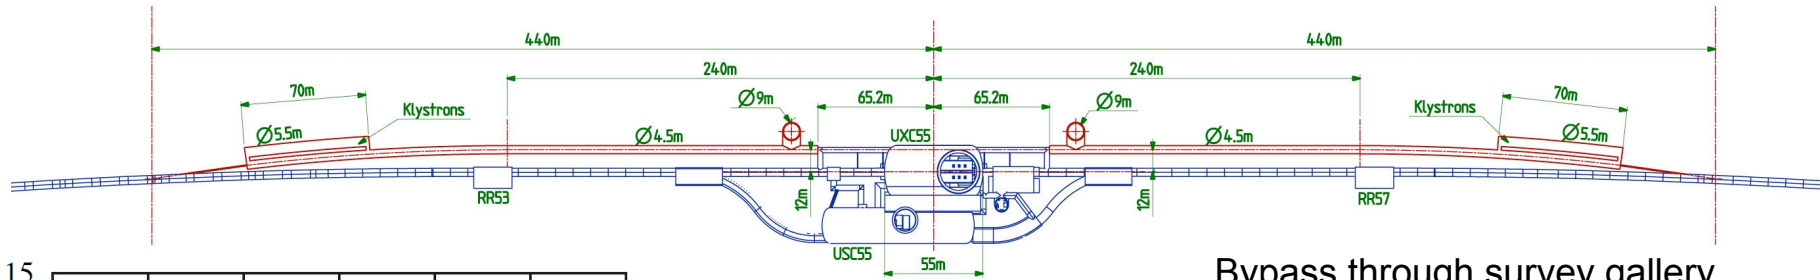 440m
440m
240m
240m
70m
Klystrons
Ø9m
65.2m
65.2m
Ø9m
Klystrons
70m
Ø5.5m
Ø4.5m
UXC55
Ø4.5m
Ø5.5m
12m
12m
RR53
RR57
USC55
55m
15
Bypass through survey gallery